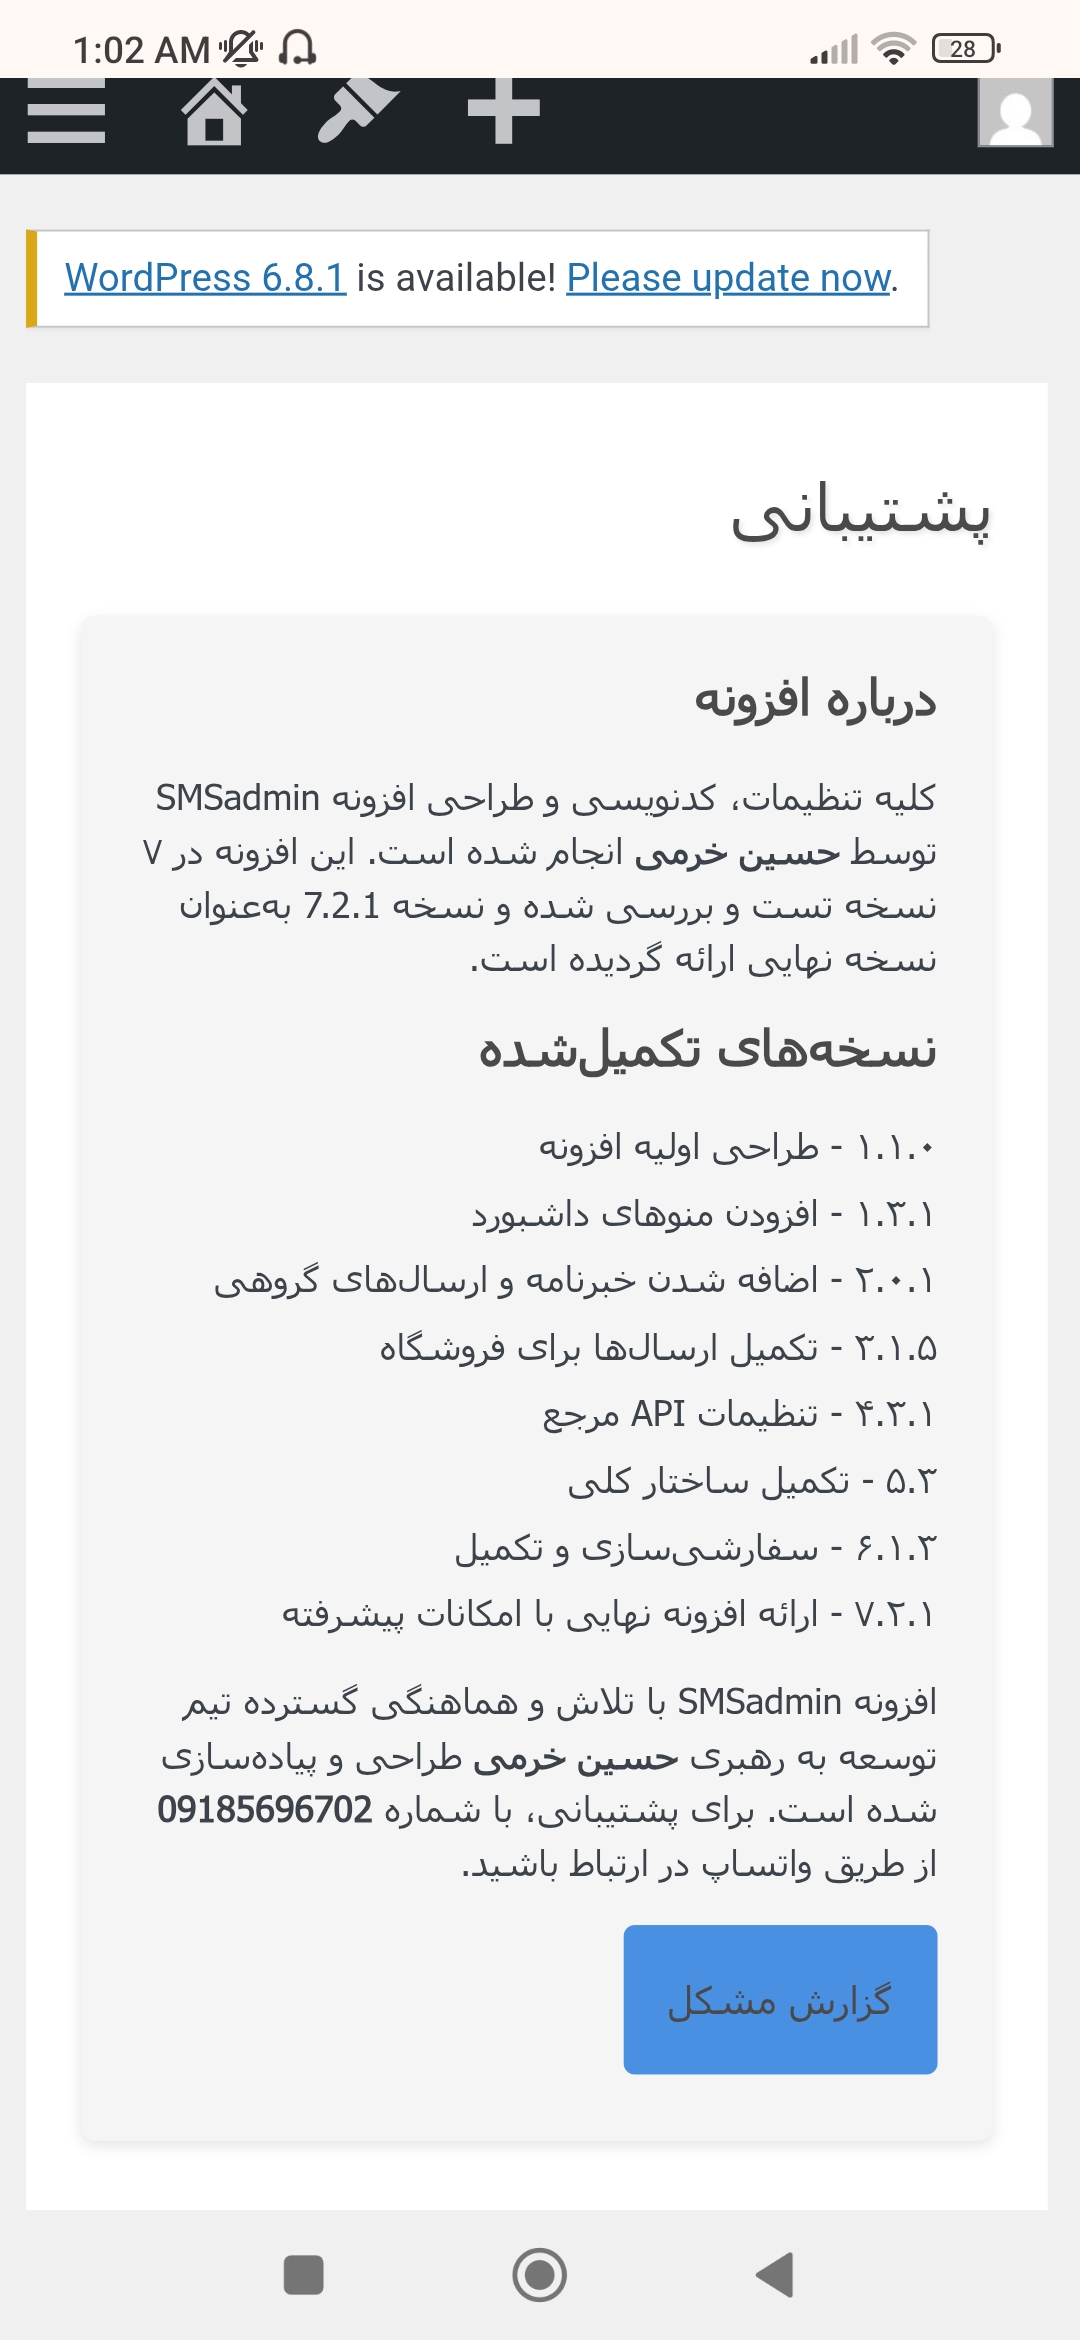 1:02 AM
28
WordPress 6.8.1 is available! Please update now.
پشتیبانی
درباره افزونه
کلیه تنظیمات، کدنویسی و طراحی افزونه SMSadmin
توسط حسین خرمی انجام شده است. این افزونه در ۷
نسخه تست و بررسی شده و نسخه 7.2.1 به‌عنوان
نسخه نهایی ارائه گردیده است.
نسخه‌های تکمیل‌شده
۱.۱.۰ - طراحی اولیه افزونه
۱.۳.۱ - افزودن منوهای داشبورد
۲.۰.۱ - اضافه شدن خبرنامه و ارسال‌های گروهی
۳.۱.۵ - تکمیل ارسال‌ها برای فروشگاه
۴.۳.۱ - تنظیمات API مرجع
۵.۳ - تکمیل ساختار کلی
۶.۱.۳ - سفارشی‌سازی و تکمیل
۷.۲.۱ - ارائه افزونه نهایی با امکانات پیشرفته
افزونه SMSadmin با تلاش و هماهنگی گسترده تیم
توسعه به رهبری حسین خرمی طراحی و پیاده‌سازی
شده است. برای پشتیبانی، با شماره 09185696702
از طریق واتساپ در ارتباط باشید.
گزارش مشکل